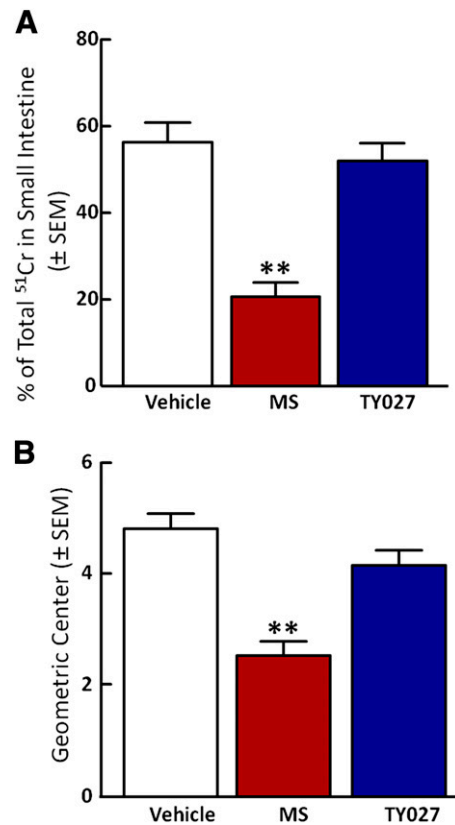 A
% of Total ⁵¹Cr in Small Intestine
(± SEM)
80
60
40
20
0
**
Vehicle MS TY027
B
Geometric Center (± SEM)
6
4
2
0
**
Vehicle MS TY027